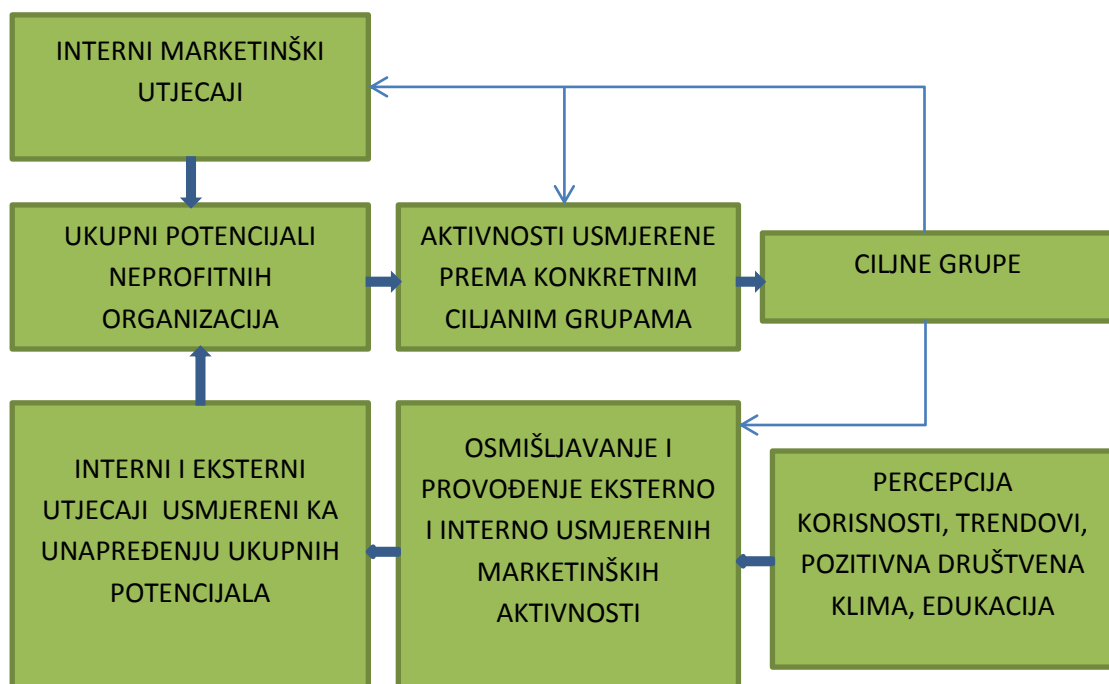 INTERNI MARKETINŠKI
UTJECAJI
UKUPNI POTENCIJALI
NEPROFITNIH
ORGANIZACIJA
AKTIVNOSTI USMJERENE
PREMA KONKRETNIM
CILJANIM GRUPAMA
CILJNE GRUPE
INTERNI I EKSTERNI
UTJECAJI USMJERENI KA
UNAPREĐENJU UKUPNIH
POTENCIJALA
OSMIŠLJAVANJE I
PROVOĐENJE EKSTERNO
I INTERNO USMJERENIH
MARKETINŠKIH
AKTIVNOSTI
PERCEPCIJA
KORISNOSTI, TRENDOVI,
POZITIVNA DRUŠTVENA
KLIMA, EDUKACIJA